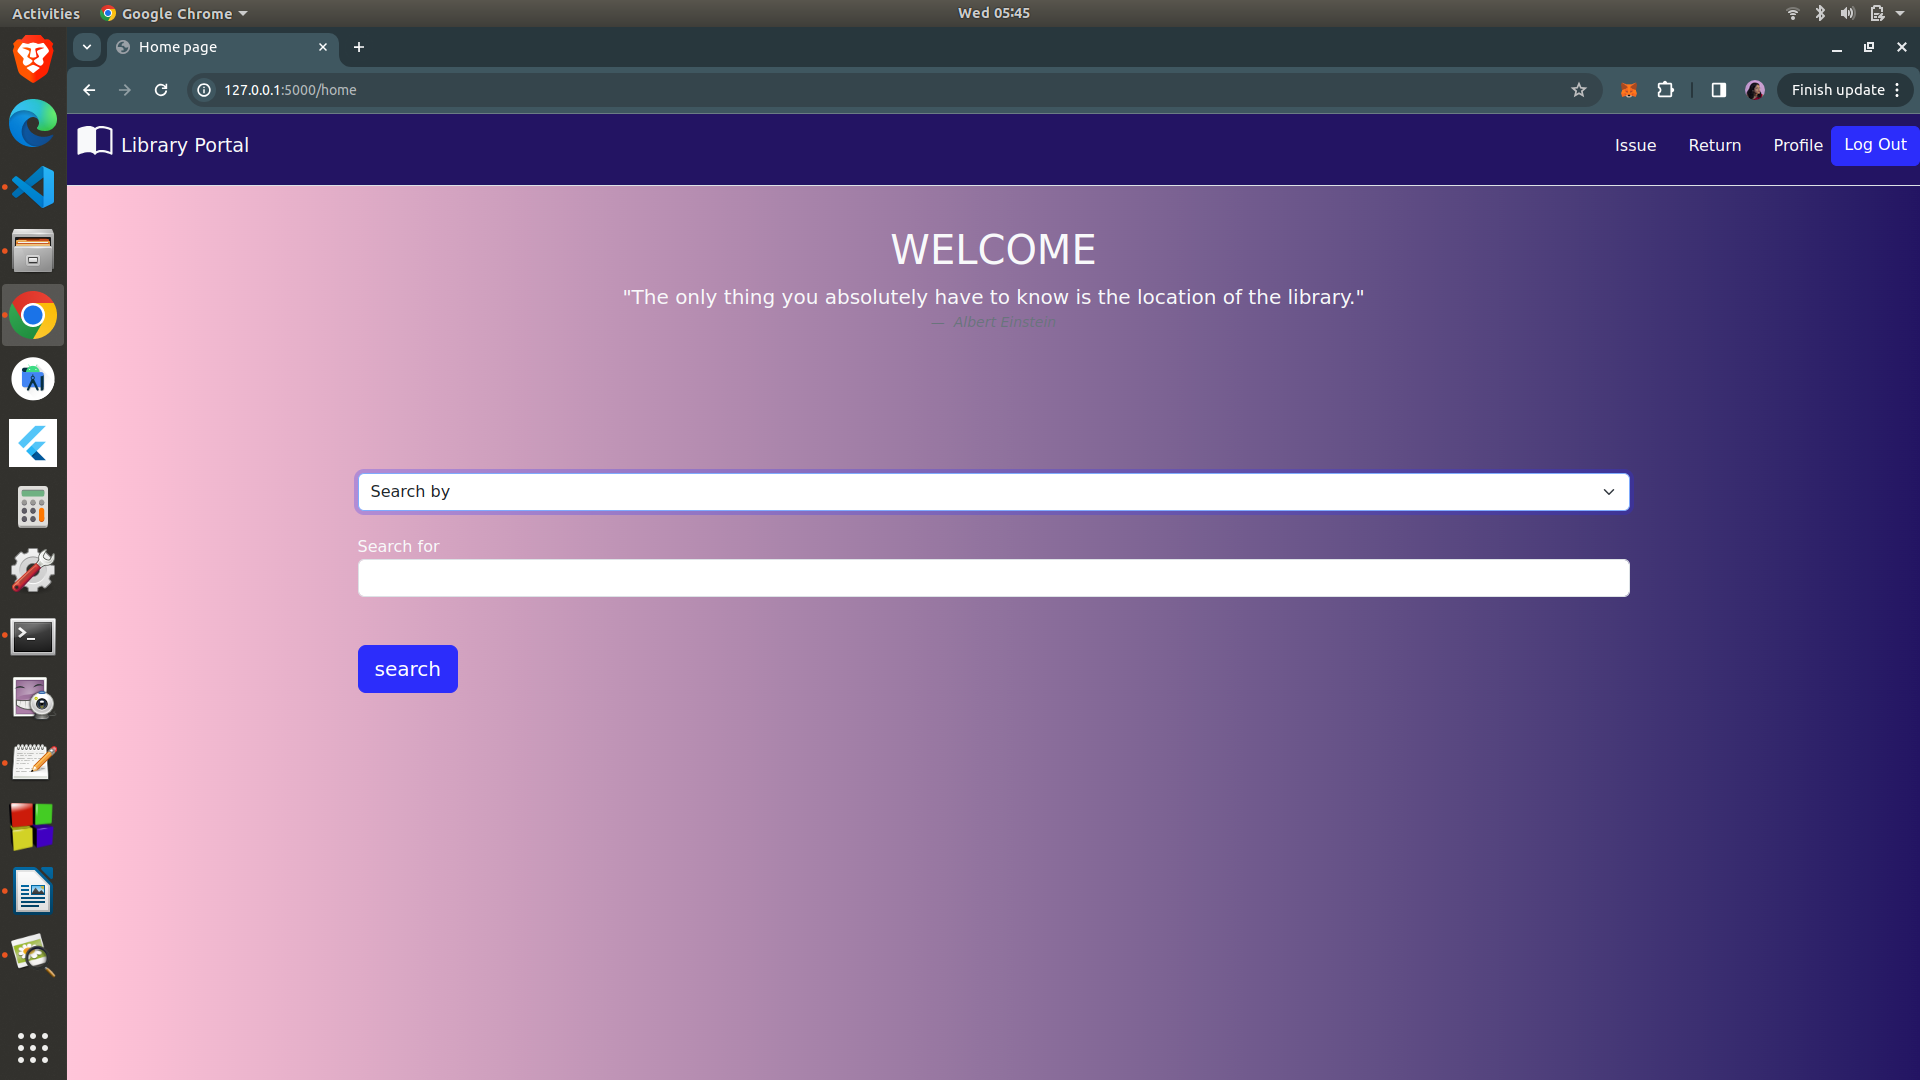 Activities Google Chrome Wed 05:45
Home page
127.0.0.1:5000/home Finish update
Library Portal Issue Return Profile Log Out
WELCOME
"The only thing you absolutely have to know is the location of the library."
— Albert Einstein
Search by
Search for
search